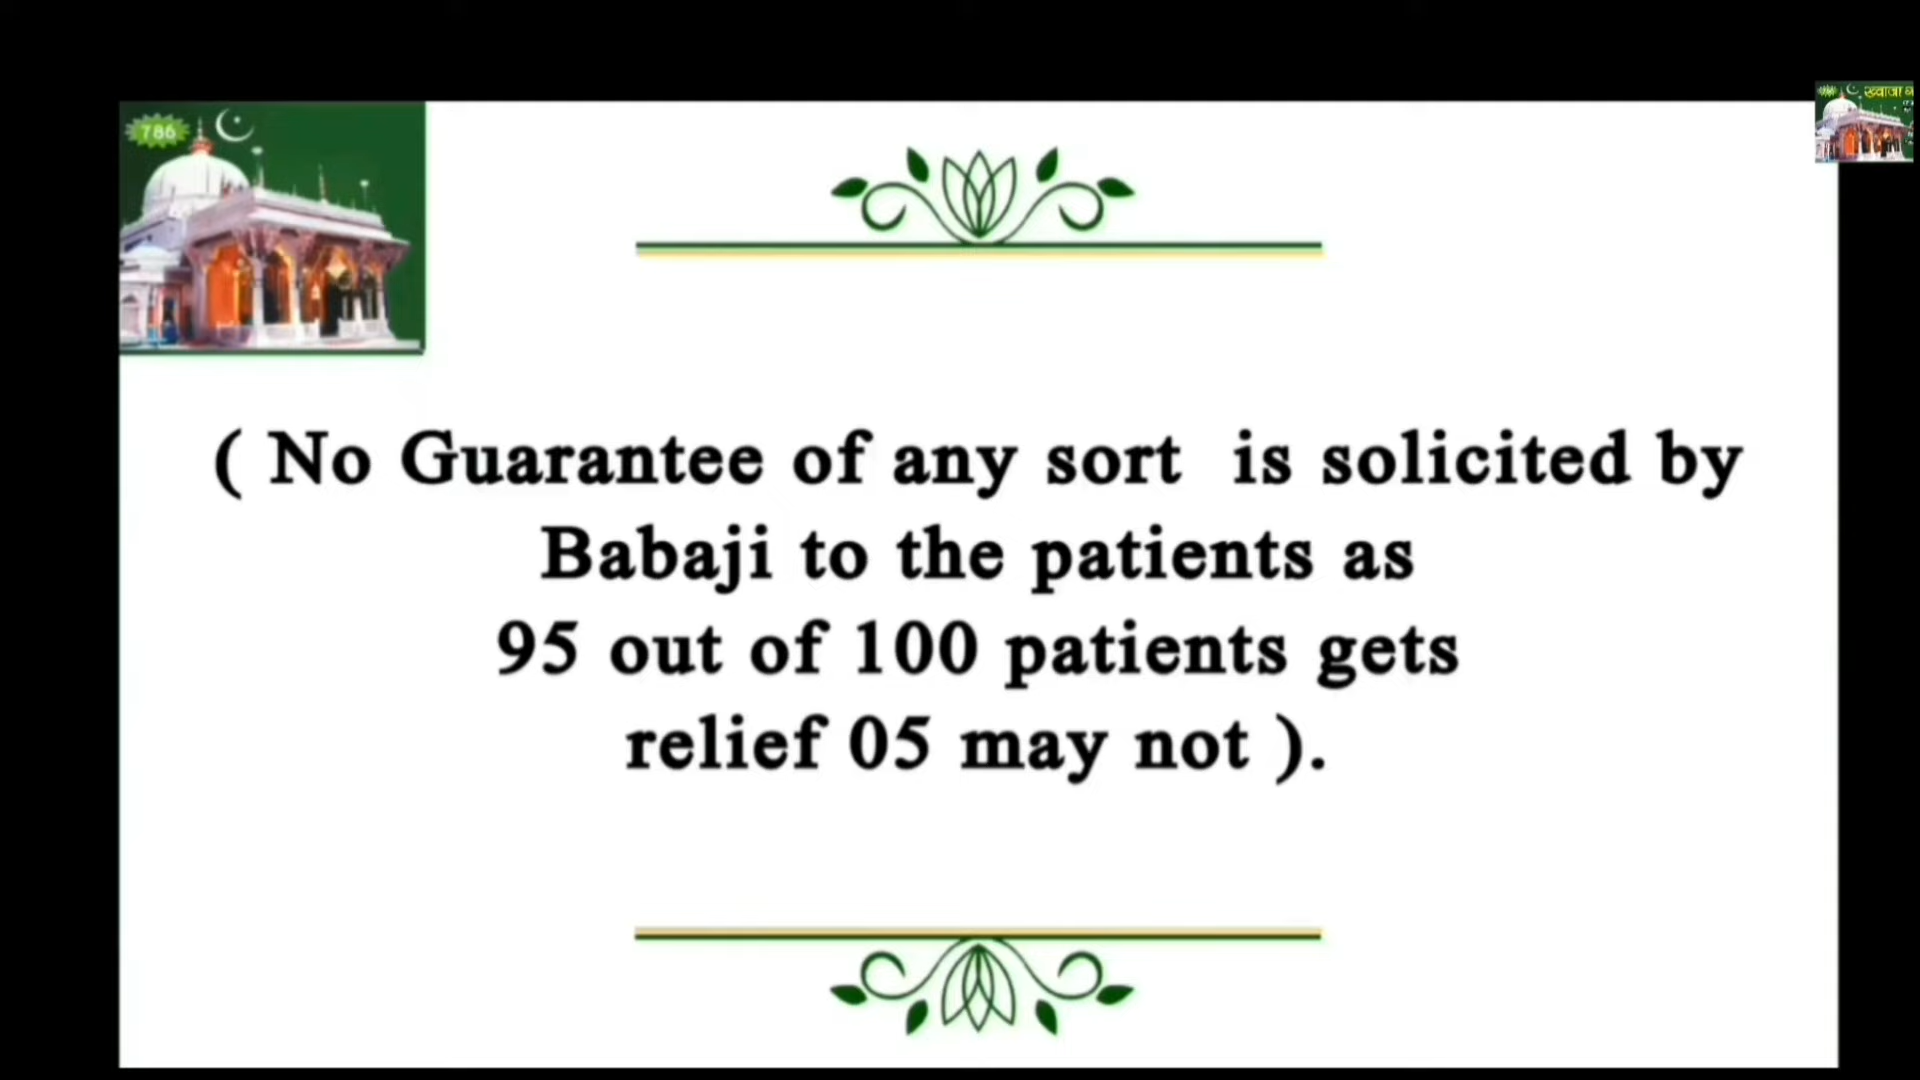 786
ख्वाजा
( No Guarantee of any sort is solicited by
Babaji to the patients as
95 out of 100 patients gets
relief 05 may not ).